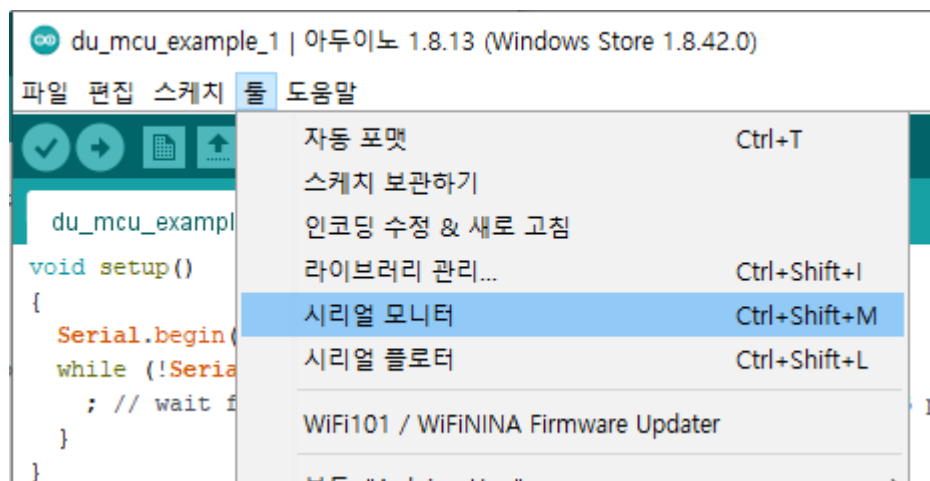 du_mcu_example_1 | 아두이노 1.8.13 (Windows Store 1.8.42.0)
파일 편집 스케치 툴 도움말
자동 포맷 Ctrl+T
스케치 보관하기
du_mcu_exampl
인코딩 수정 & 새로 고침
void setup()
라이브러리 관리... Ctrl+Shift+I
{
시리얼 모니터 Ctrl+Shift+M
Serial.begin(
while (!Seria
시리얼 플로터 Ctrl+Shift+L
; // wait f
WiFi101 / WiFiNINA Firmware Updater
}
}